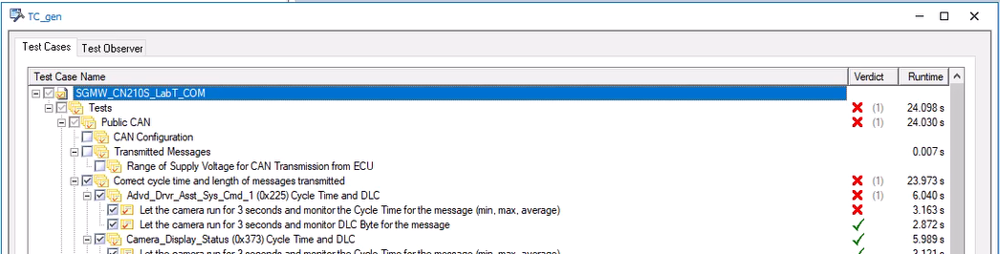 TC_gen
Test Cases Test Observer
Test Case Name Verdict Runtime
SGMW_CN210S_LabT_COM
Tests (1) 24.098 s
Public CAN (1) 24.030 s
CAN Configuration
Transmitted Messages 0.007 s
Range of Supply Voltage for CAN Transmission from ECU
Correct cycle time and length of messages transmitted (1) 23.973 s
Advd_Drvr_Asst_Sys_Cmd_1 (0x225) Cycle Time and DLC (1) 6.040 s
Let the camera run for 3 seconds and monitor the Cycle Time for the message (min, max, average) 3.163 s
Let the camera run for 3 seconds and monitor DLC Byte for the message 2.872 s
Camera_Display_Status (0x373) Cycle Time and DLC 5.989 s
Let the camera run for 3 seconds and monitor the Cycle Time for the message (min, max, average) 3.121 s